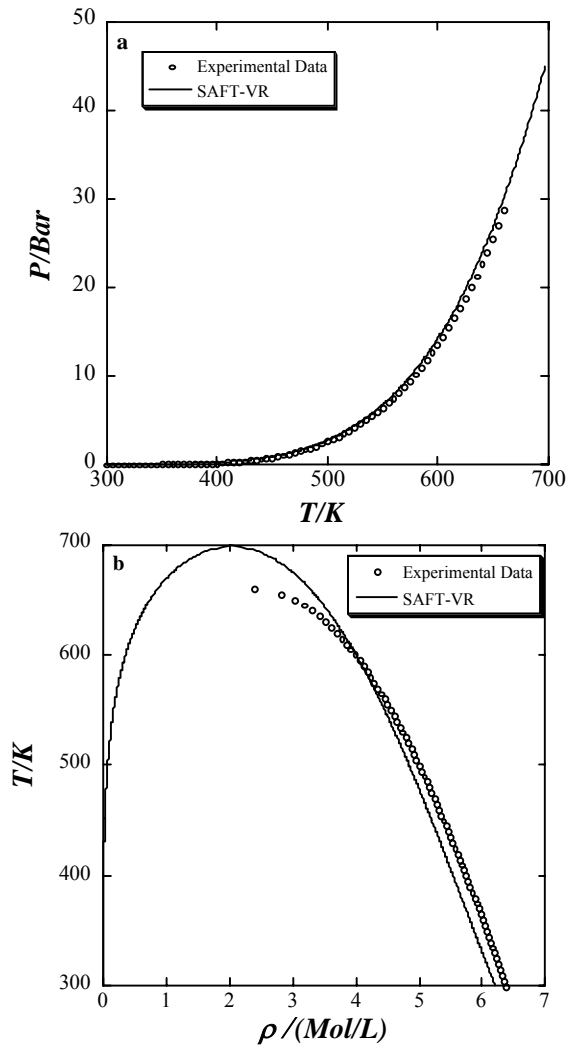 50
a
Experimental Data
SAFT-VR
40
30
P/Bar
20
10
0
300 400 500 600 700
T/K
700
b
Experimental Data
SAFT-VR
600
T/K
500
400
300
0 1 2 3 4 5 6 7
ρ /(Mol/L)